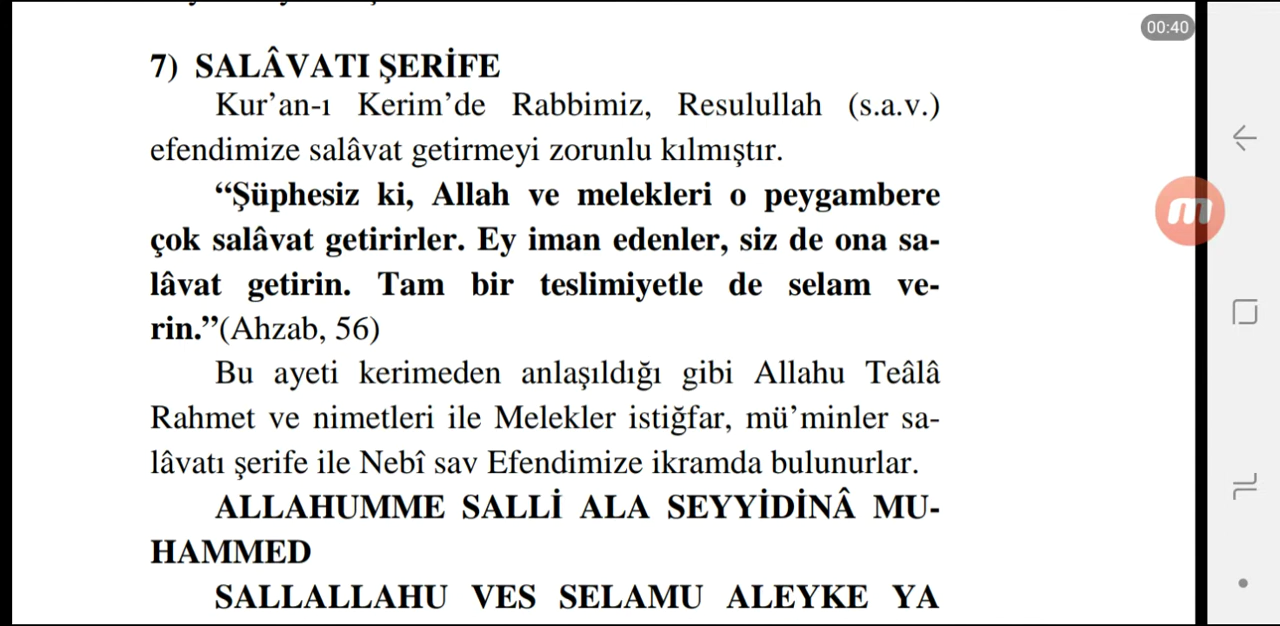 00:40
7) SALÂVATI ŞERİFE
Kur’an-ı Kerim’de Rabbimiz, Resulullah (s.a.v.)
efendimize salâvat getirmeyi zorunlu kılmıştır.
“Şüphesiz ki, Allah ve melekleri o peygambere
çok salâvat getirirler. Ey iman edenler, siz de ona sa-
lâvat getirin. Tam bir teslimiyetle de selam ve-
rin.”(Ahzab, 56)
Bu ayeti kerimeden anlaşıldığı gibi Allahu Teâlâ
Rahmet ve nimetleri ile Melekler istiğfar, mü’minler sa-
lâvatı şerife ile Nebî sav Efendimize ikramda bulunurlar.
ALLAHUMME SALLİ ALA SEYYİDİNÂ MU-
HAMMED
SALLALLAHU VES SELAMU ALEYKE YA